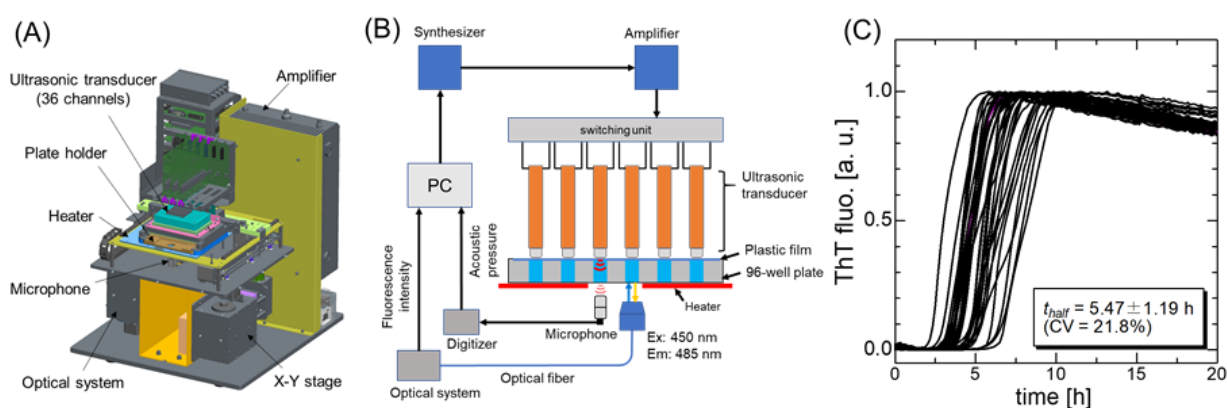 (A)
Ultrasonic transducer
(36 channels)
Amplifier
Plate holder
Heater
Microphone
Optical system
X-Y stage
(B)
Synthesizer
Amplifier
switching unit
PC
Ultrasonic
transducer
Fluorescence
intensity
Acoustic
pressure
Plastic film
96-well plate
Heater
Microphone
Digitizer
Ex: 450 nm
Em: 485 nm
Optical fiber
Optical system
(C)
ThT fluo. [a. u.]
1.0
0.5
0.0
t_half = 5.47±1.19 h
(CV = 21.8%)
0 5 10 15 20
time [h]